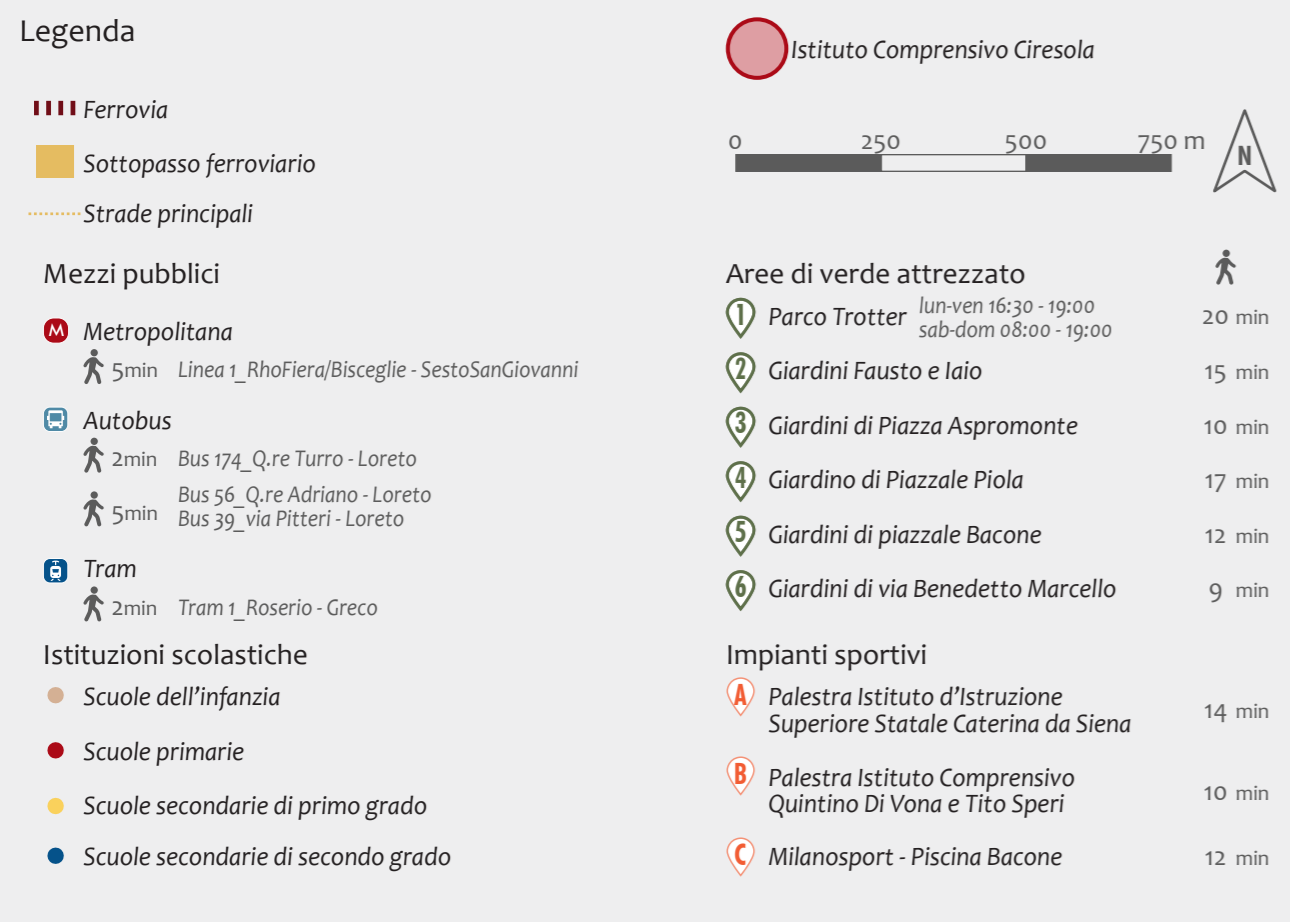 Legenda
Ferrovia
Sottopasso ferroviario
Strade principali
Mezzi pubblici
M Metropolitana
5min Linea 1_RhoFiera/Bisceglie - SestoSanGiovanni
Autobus
2min Bus 174_Q.re Turro - Loreto
5min Bus 56_Q.re Adriano - Loreto
Bus 39_via Pitteri - Loreto
Tram
2min Tram 1_Roserio - Greco
Istituzioni scolastiche
Scuole dell'infanzia
Scuole primarie
Scuole secondarie di primo grado
Scuole secondarie di secondo grado
Istituto Comprensivo Ciresola
0 250 500 750 m
N
Aree di verde attrezzato
1 Parco Trotter lun-ven 16:30 - 19:00 20 min
sab-dom 08:00 - 19:00
2 Giardini Fausto e Iaio 15 min
3 Giardini di Piazza Aspromonte 10 min
4 Giardino di Piazzale Piola 17 min
5 Giardini di piazzale Bacone 12 min
6 Giardini di via Benedetto Marcello 9 min
Impianti sportivi
A Palestra Istituto d'Istruzione
Superiore Statale Caterina da Siena 14 min
B Palestra Istituto Comprensivo
Quintino Di Vona e Tito Speri 10 min
C Milanosport - Piscina Bacone 12 min